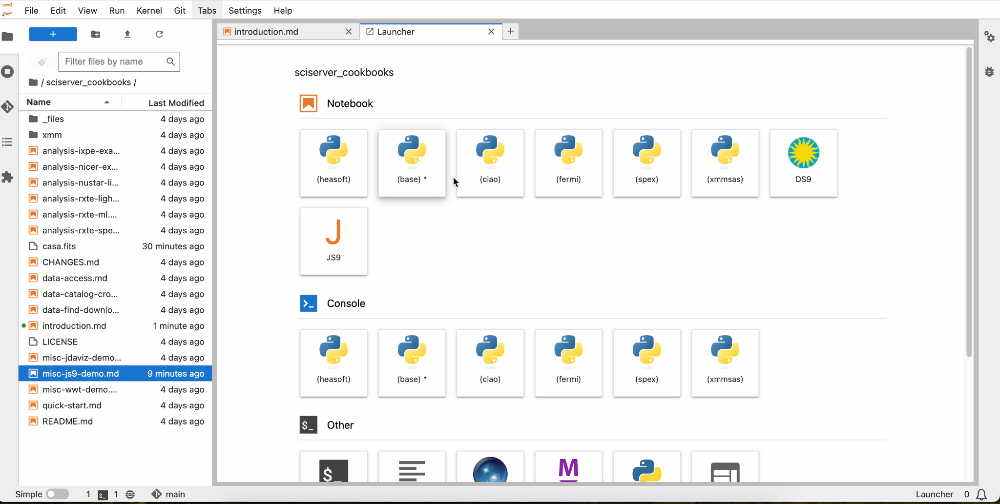 File Edit View Run Kernel Git Tabs Settings Help
+
introduction.md
Launcher
+
Filter files by name
/ sciserver_cookbooks /
Name Last Modified
_files 4 days ago
xmm 4 days ago
analysis-ixpe-exa... 4 days ago
analysis-nicer-ex... 4 days ago
analysis-nustar-li... 4 days ago
analysis-rxte-ligh... 4 days ago
analysis-rxte-ml.... 4 days ago
analysis-rxte-spe... 4 days ago
casa.fits 30 minutes ago
CHANGES.md 4 days ago
data-access.md 4 days ago
data-catalog-cro... 4 days ago
data-find-downlo... 4 days ago
introduction.md 1 minute ago
LICENSE 4 days ago
misc-jdaviz-demo... 4 days ago
misc-js9-demo.md 9 minutes ago
misc-wwt-demo.... 4 days ago
quick-start.md 4 days ago
README.md 4 days ago
sciserver_cookbooks
Notebook
(heasoft) (base) * (ciao) (fermi) (spex) (xmmsas) DS9
J
JS9
>_ Console
(heasoft) (base) * (ciao) (fermi) (spex) (xmmsas)
$_ Other
$_ M
Simple 1 $_ 1 main Launcher 0